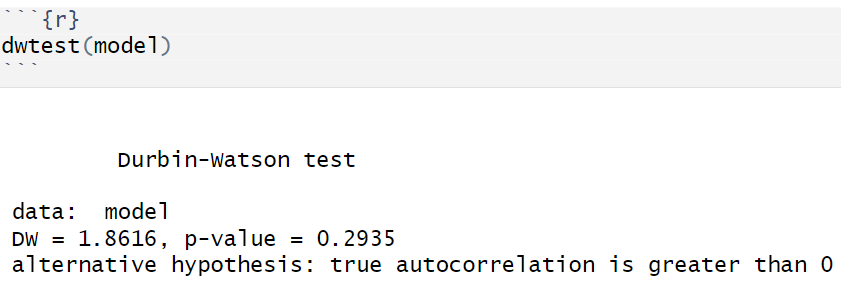 ```{r}
dwtest(model)
```
Durbin-Watson test
data:  model
DW = 1.8616, p-value = 0.2935
alternative hypothesis: true autocorrelation is greater than 0